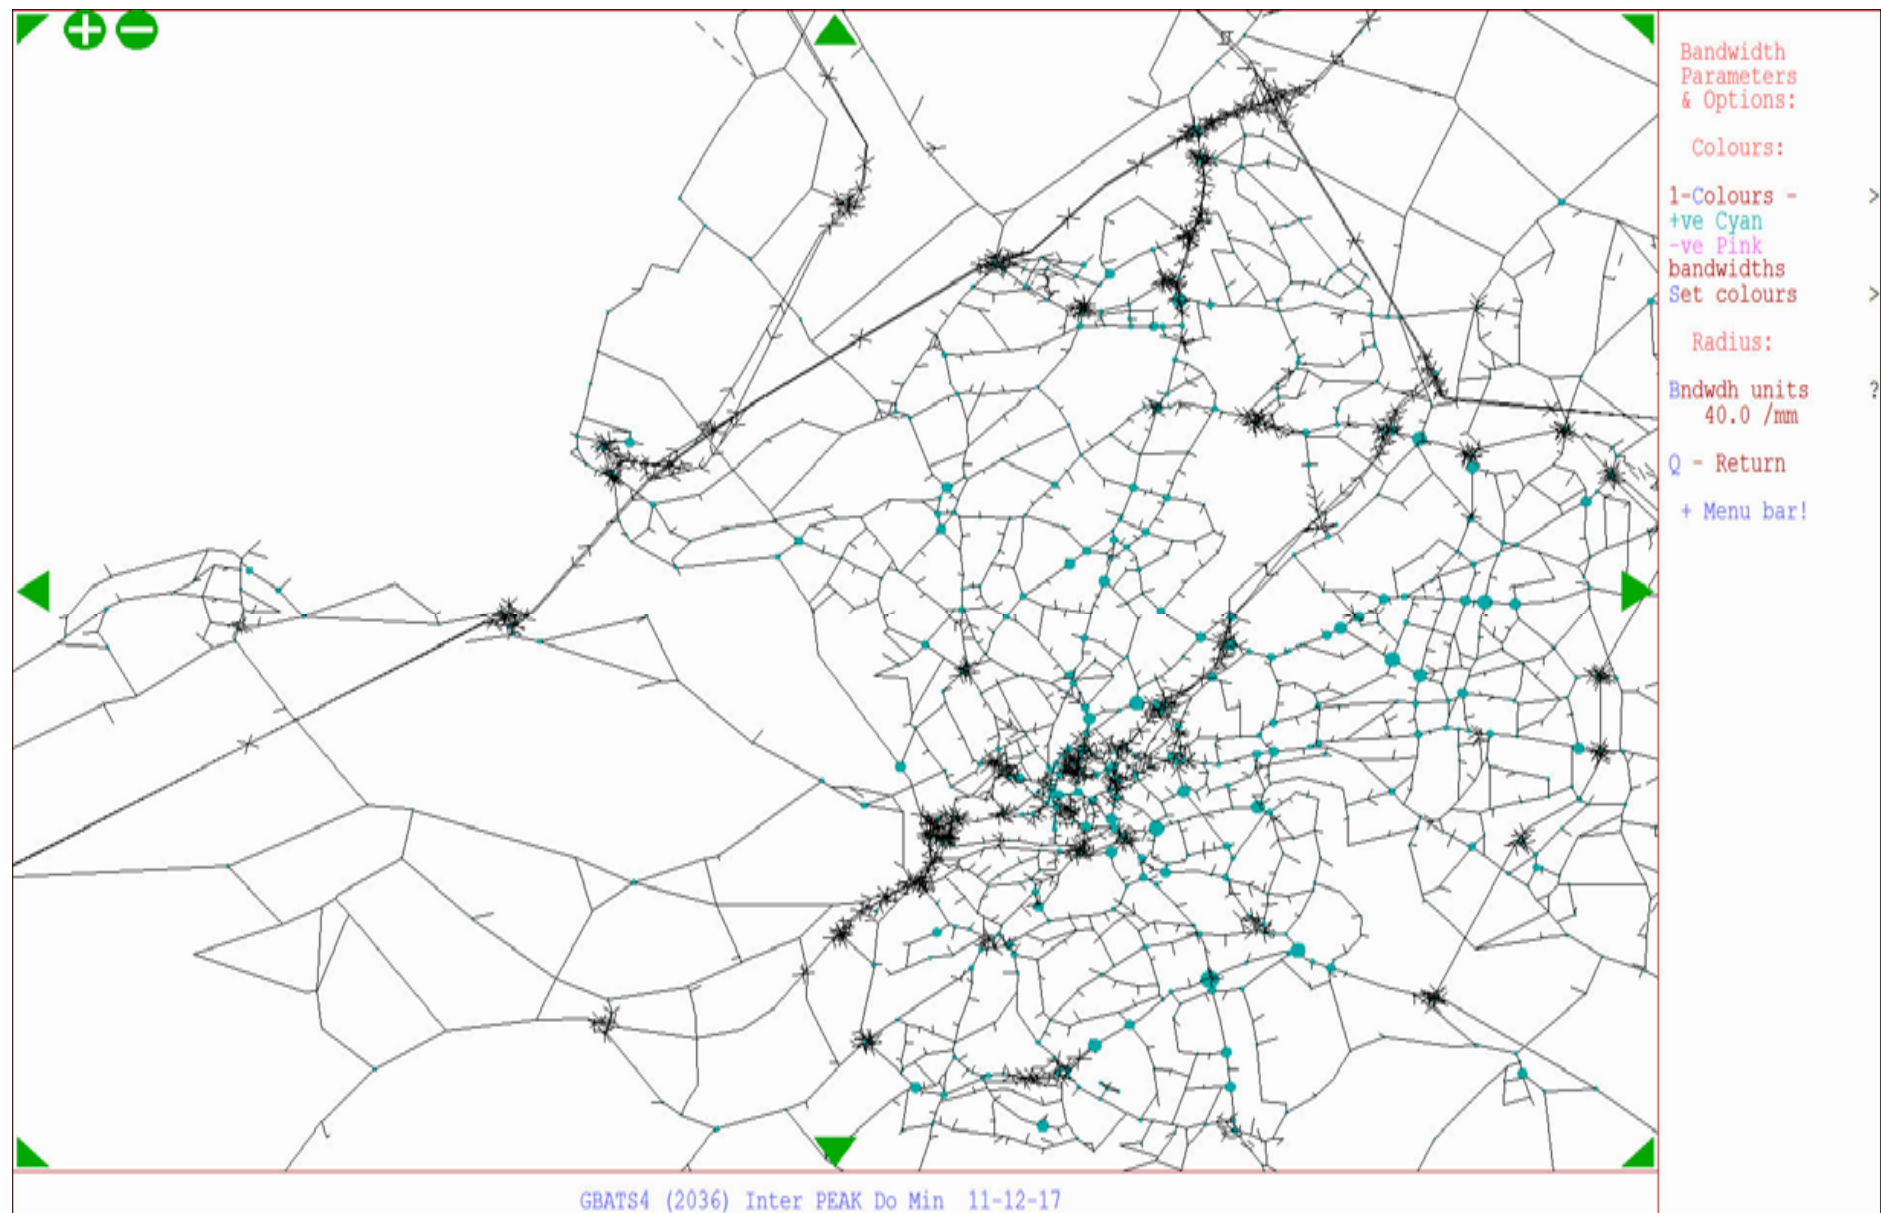 Bandwidth
Parameters
& Options:
Colours:
1-Colours - >
+ve Cyan
-ve Pink
bandwidths
Set colours >
Radius:
Bndwdh units ?
40.0 /mm
Q - Return
+ Menu bar!
GBATS4 (2036) Inter PEAK Do Min 11-12-17